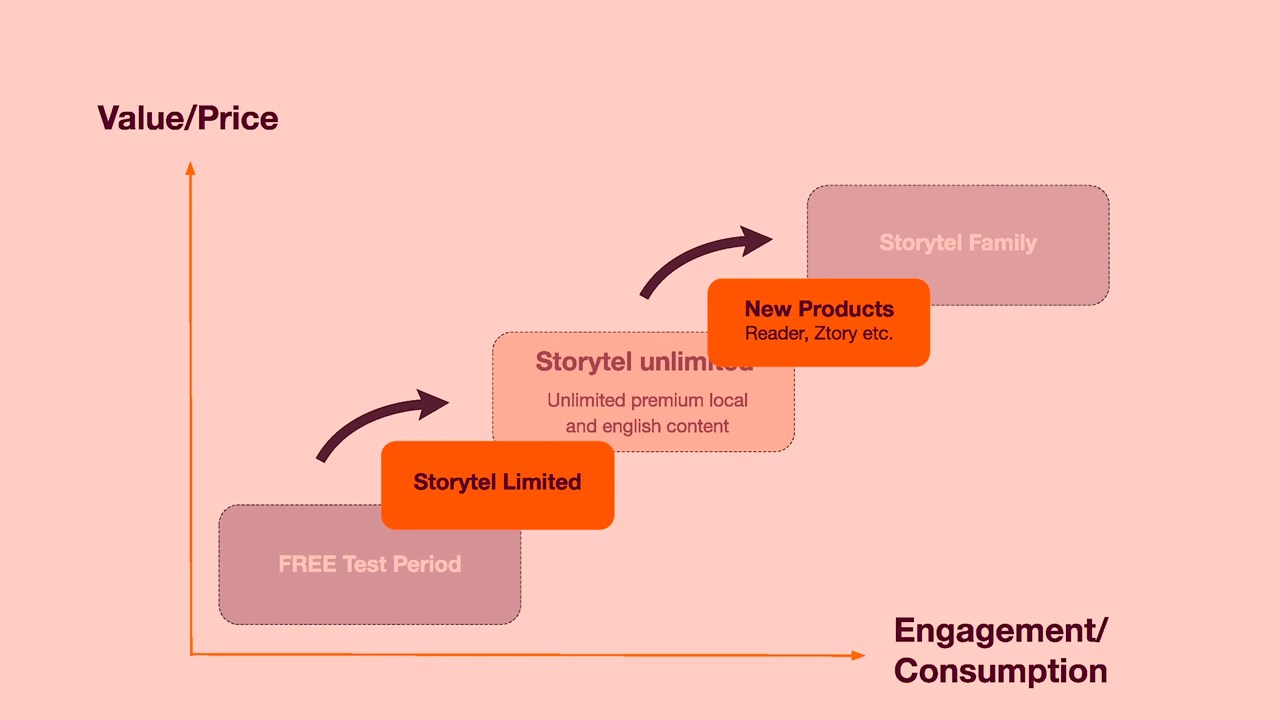 Value/Price
Storytel Family
New Products
Reader, Ztory etc.
Storytel unlimited
Unlimited premium local
and english content
Storytel Limited
FREE Test Period
Engagement/
Consumption